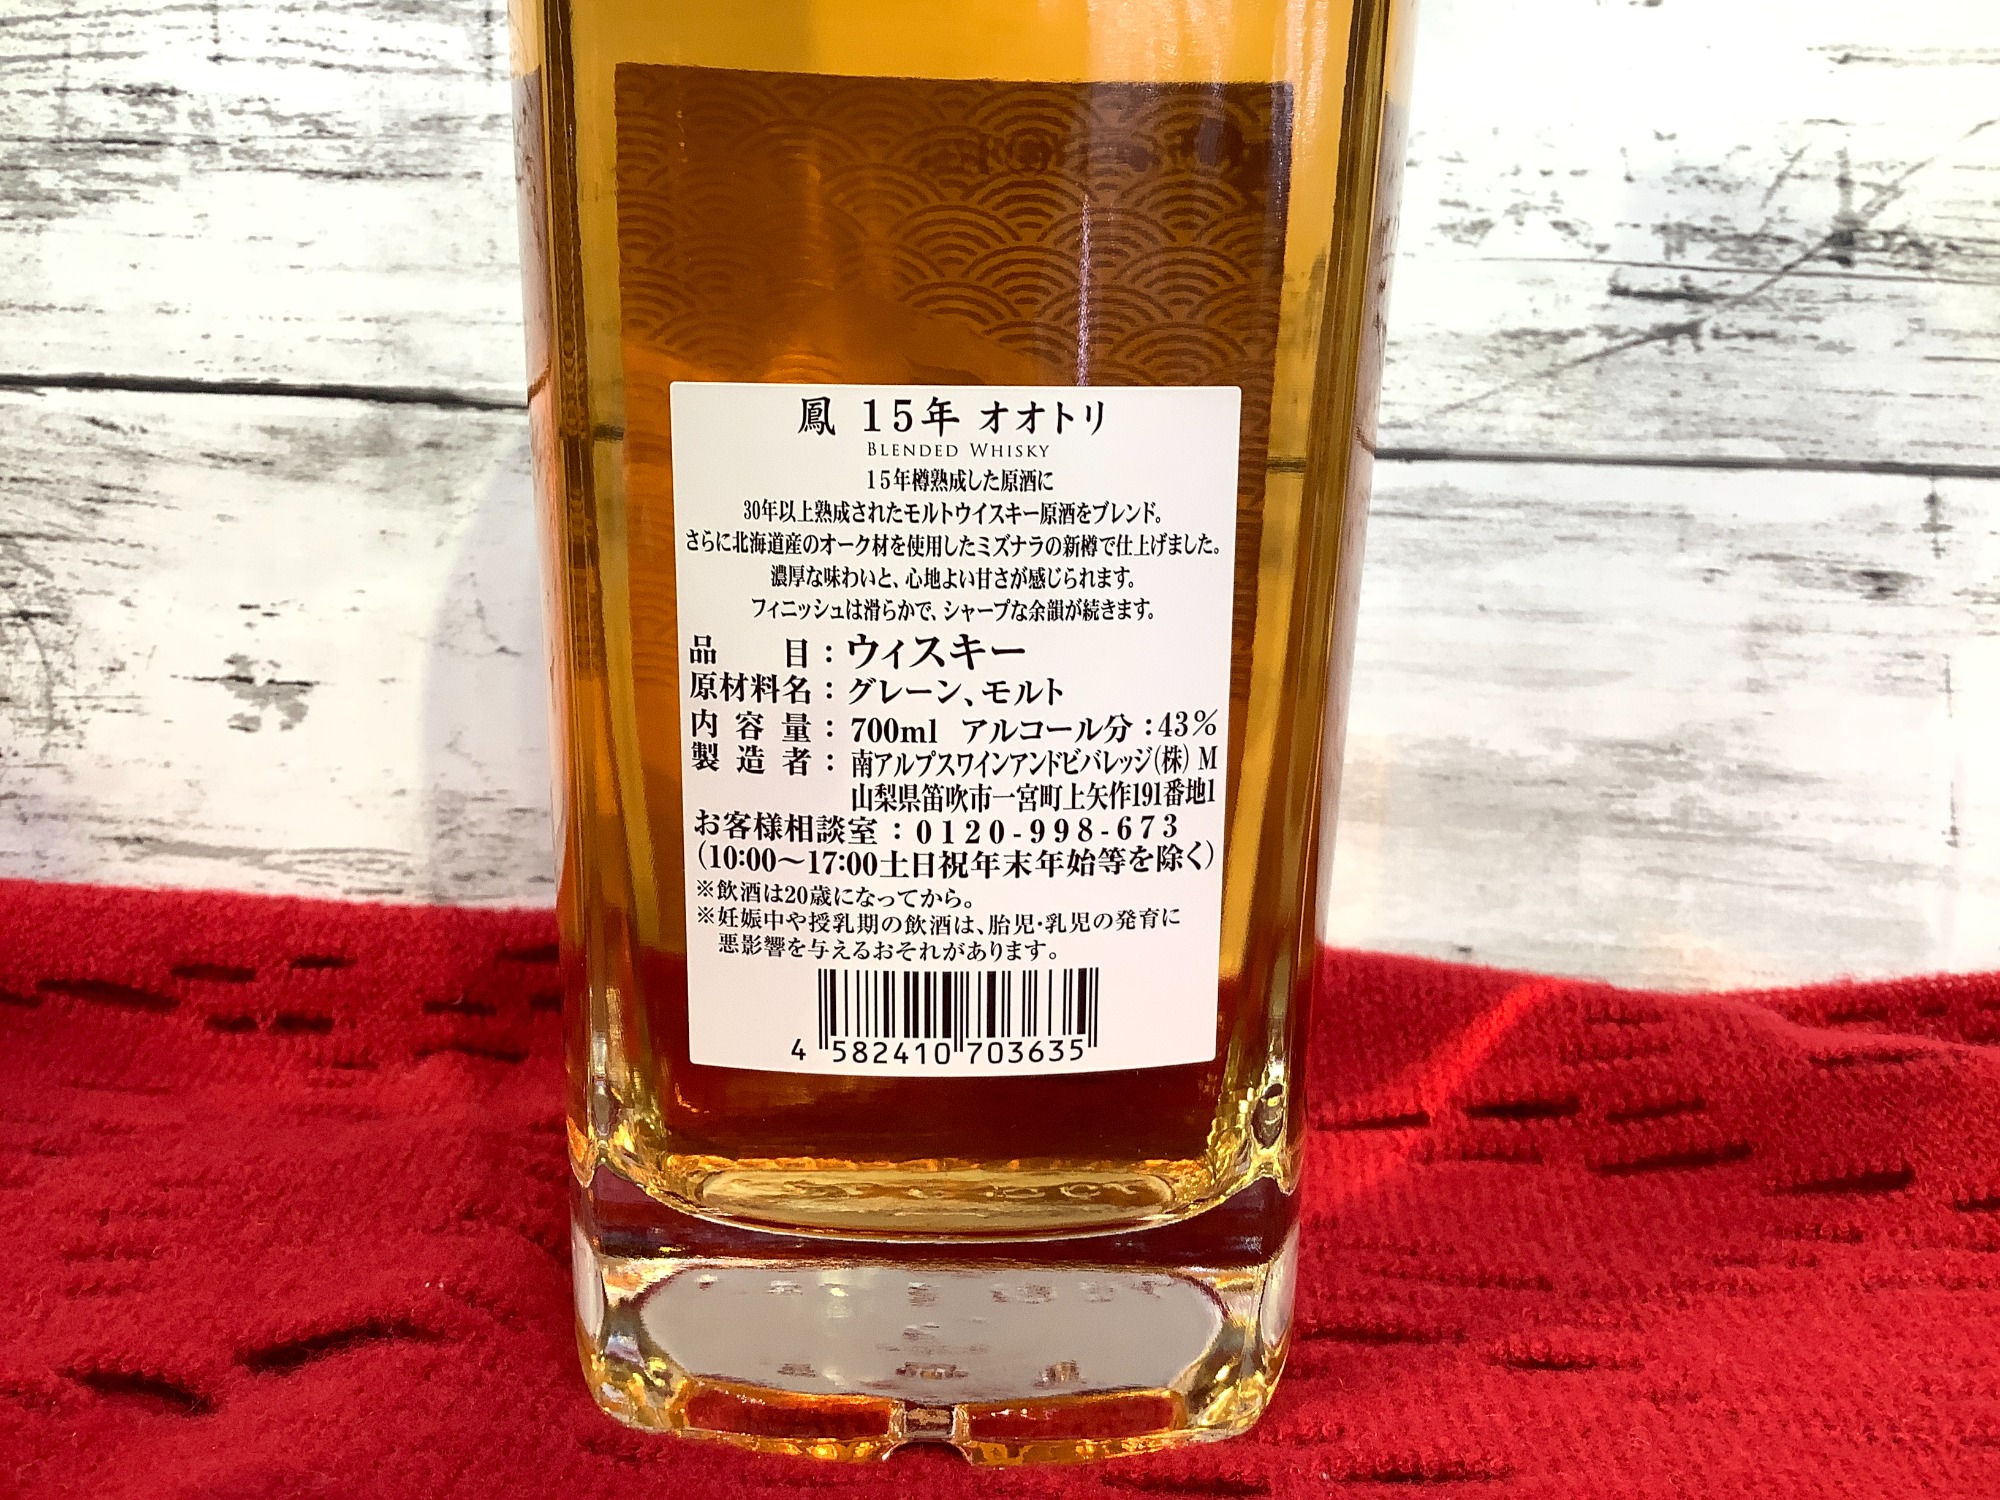 鳳 15年 オオトリ
BLENDED WHISKY
15年樽熟成した原酒に
30年以上熟成されたモルトウイスキー原酒をブレンド。
さらに北海道産のオーク材を使用したミズナラの新樽で仕上げました。
濃厚な味わいと、心地よい甘さが感じられます。
フィニッシュは滑らかで、シャープな余韻が続きます。
品 目：ウィスキー
原材料名：グレーン、モルト
内容量：700ml アルコール分：43％
製造者：南アルプスワインアンドビバレッジ(株) M
山梨県笛吹市一宮町上矢作191番地1
お客様相談室：0120-998-673
(10:00～17:00土日祝年末年始等を除く)
※飲酒は20歳になってから。
※妊娠中や授乳期の飲酒は、胎児・乳児の発育に
悪影響を与えるおそれがあります。
4 582410 703635